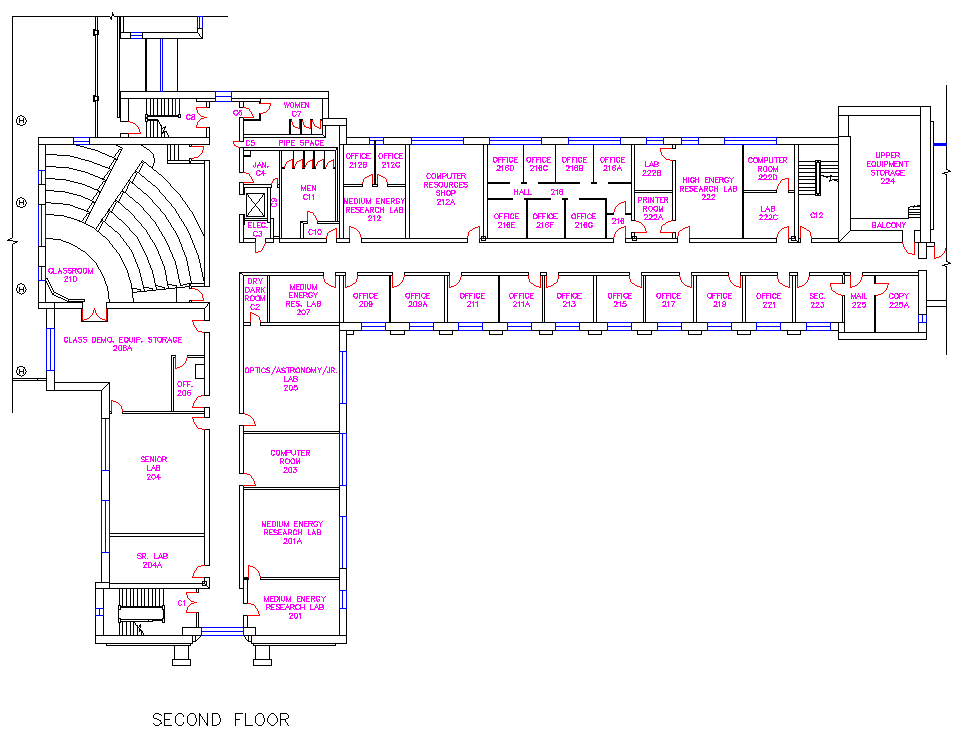 WOMEN
C7
C6
C8
C5
PIPE SPACE
JAN.
C4
MEN
C11
C9
ELEC.
C3
C10
OFFICE
212B
OFFICE
212C
MEDIUM ENERGY
RESEARCH LAB
212
COMPUTER
RESOURCES
SHOP
212A
OFFICE
216D
OFFICE
216C
OFFICE
216B
OFFICE
216A
HALL 216
OFFICE
216E
OFFICE
216F
OFFICE
216G
216
LAB
222B
PRINTER
ROOM
222A
HIGH ENERGY
RESEARCH LAB
222
COMPUTER
ROOM
222D
LAB
222C
C12
UPPER
EQUIPMENT
STORAGE
224
BALCONY
CLASSROOM
210
DRY
DARK
ROOM
C2
MEDIUM
ENERGY
RES. LAB
207
OFFICE
209
OFFICE
209A
OFFICE
211
OFFICE
211A
OFFICE
213
OFFICE
215
OFFICE
217
OFFICE
219
OFFICE
221
SEC.
223
MAIL
225
COPY
225A
CLASS DEMO. EQUIP. STORAGE
208A
OFF.
206
OPTICS/ASTRONOMY/JR.
LAB
205
SENIOR
LAB
204
COMPUTER
ROOM
203
MEDIUM ENERGY
RESEARCH LAB
201A
SR. LAB
204A
C1
MEDIUM ENERGY
RESEARCH LAB
201
H
H
H
H
SECOND FLOOR